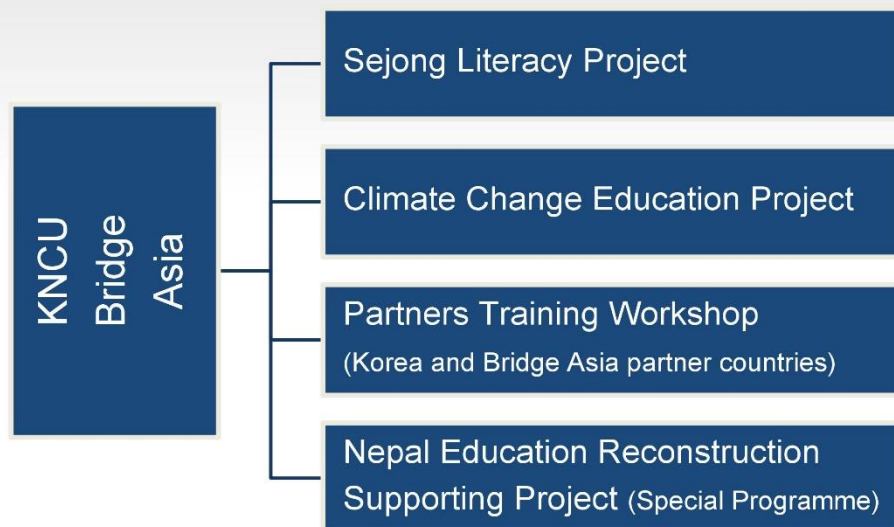 KNCU
Bridge
Asia
Sejong Literacy Project
Climate Change Education Project
Partners Training Workshop
(Korea and Bridge Asia partner countries)
Nepal Education Reconstruction
Supporting Project (Special Programme)